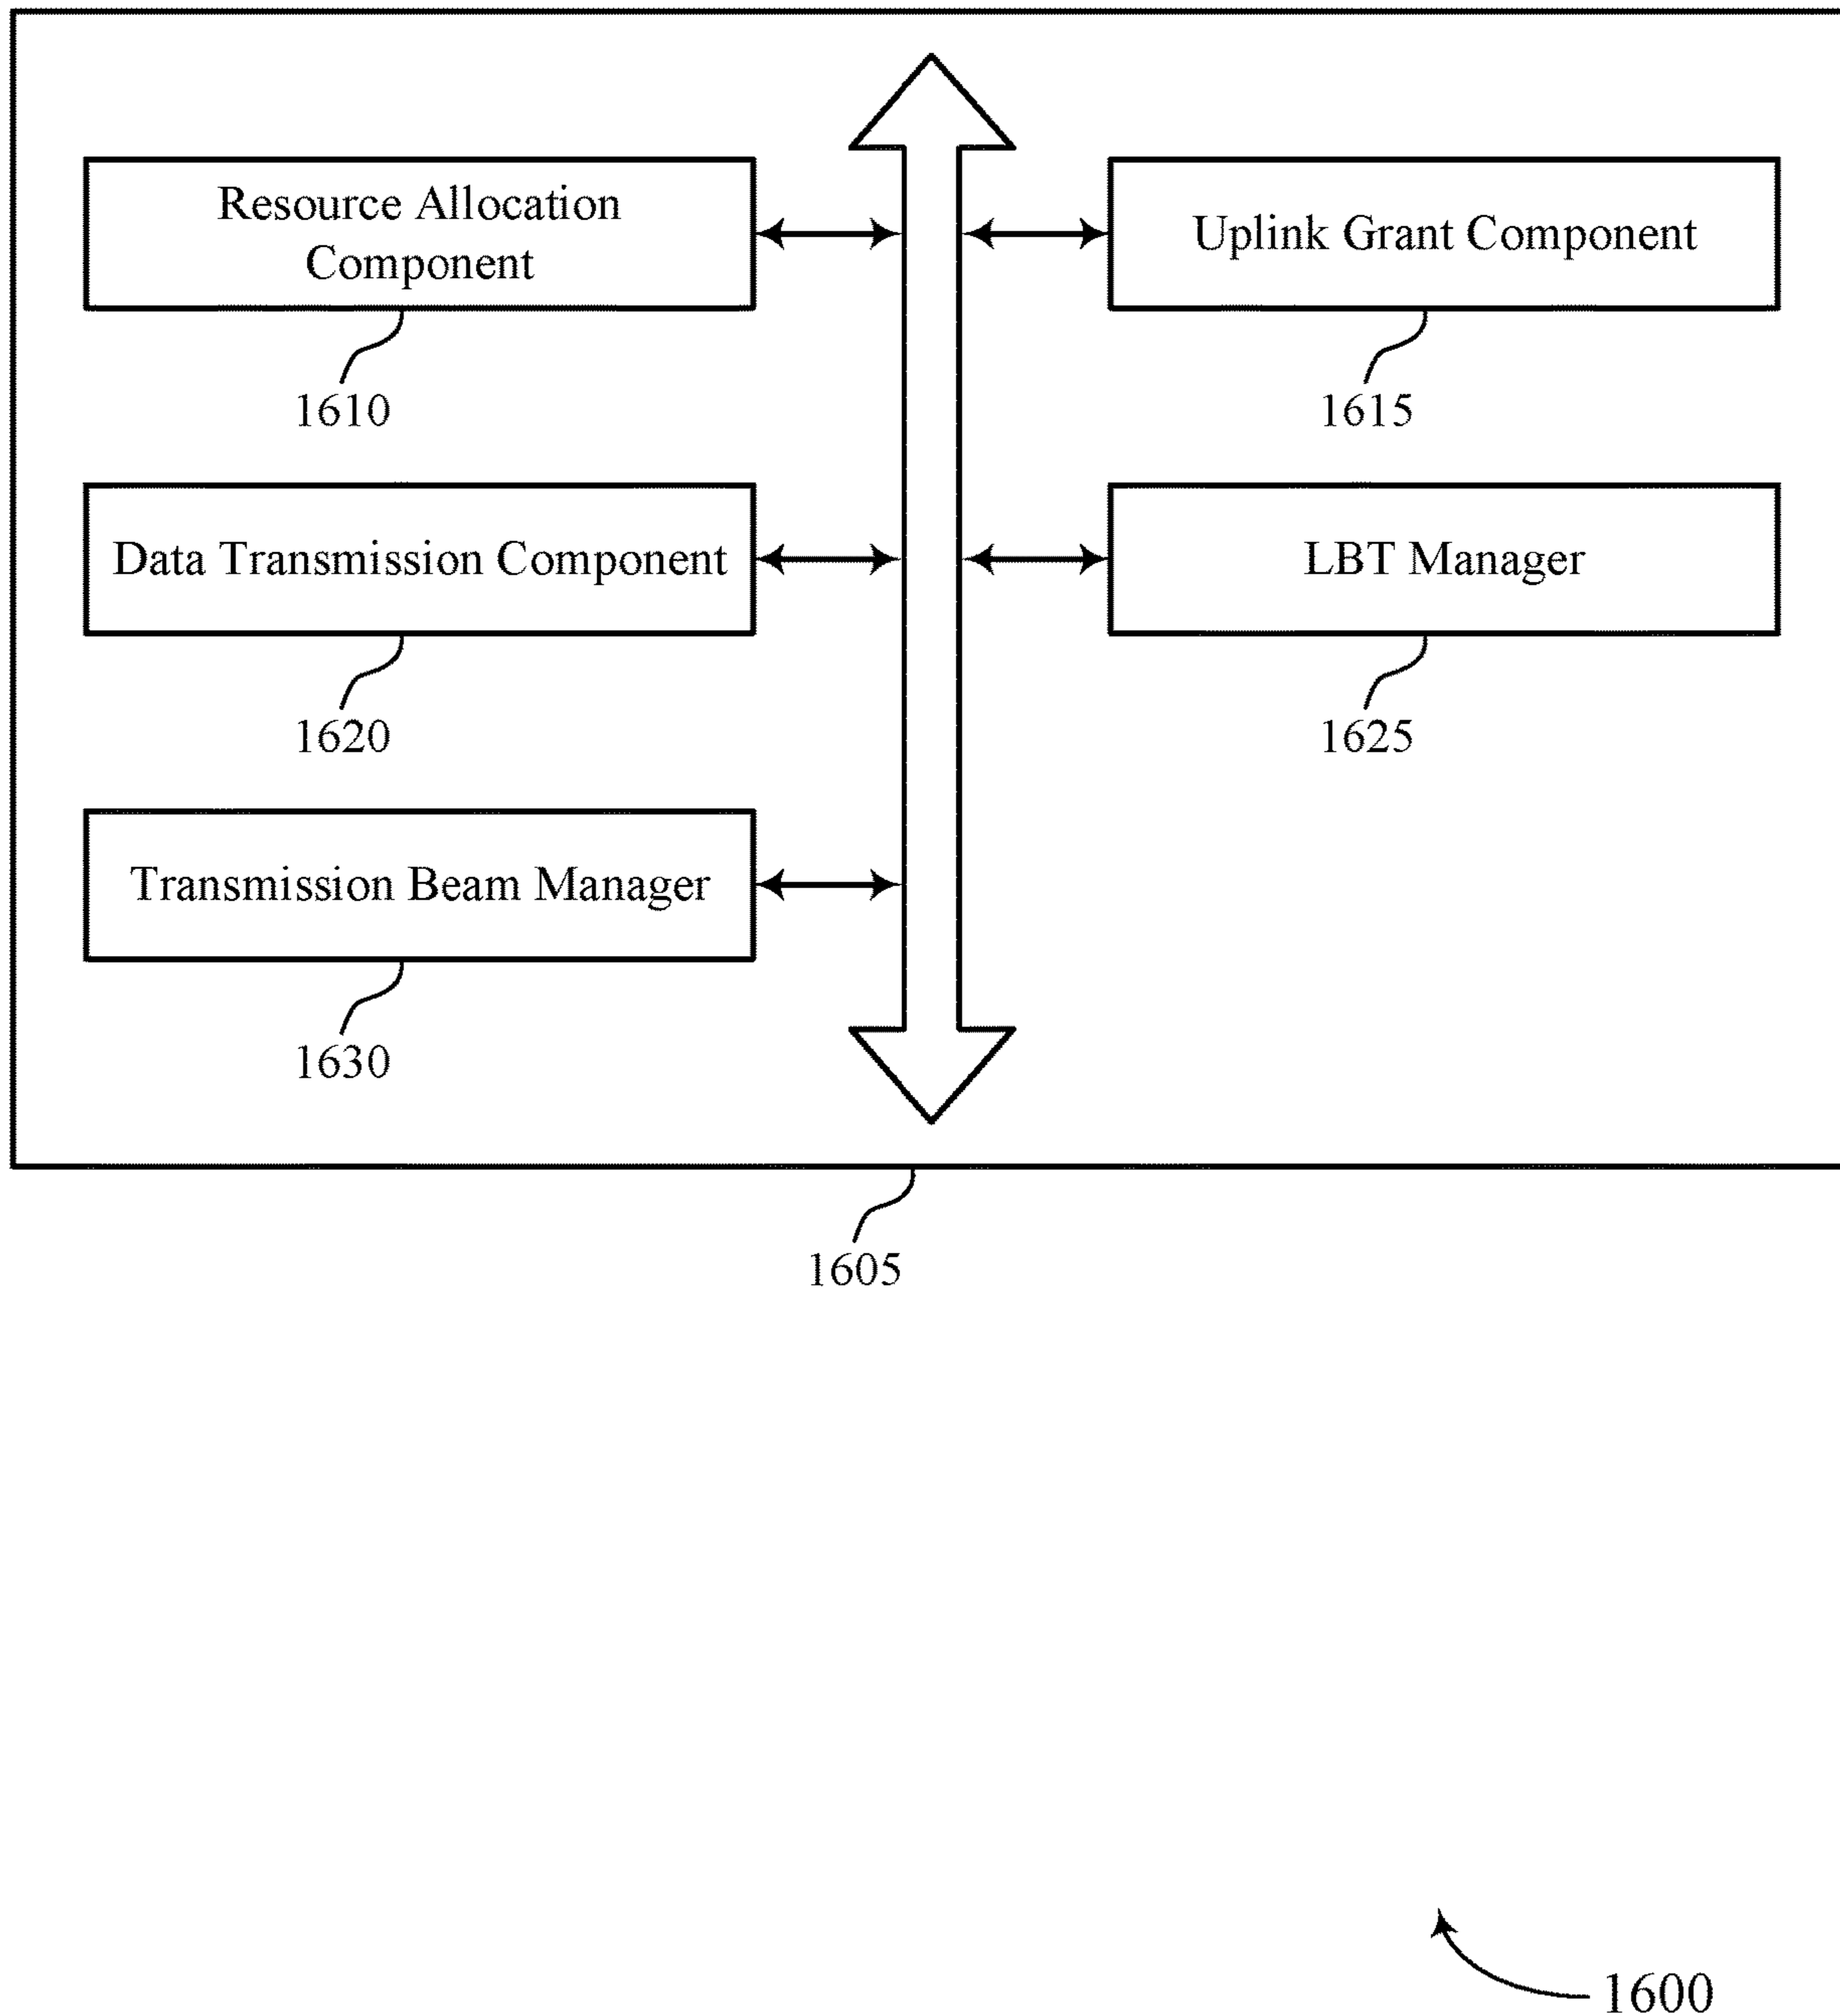 Resource Allocation
Component
Uplink Grant Component
1610
1615
Data Transmission Component
LBT Manager
1620
1625
Transmission Beam Manager
1630
1605
1600